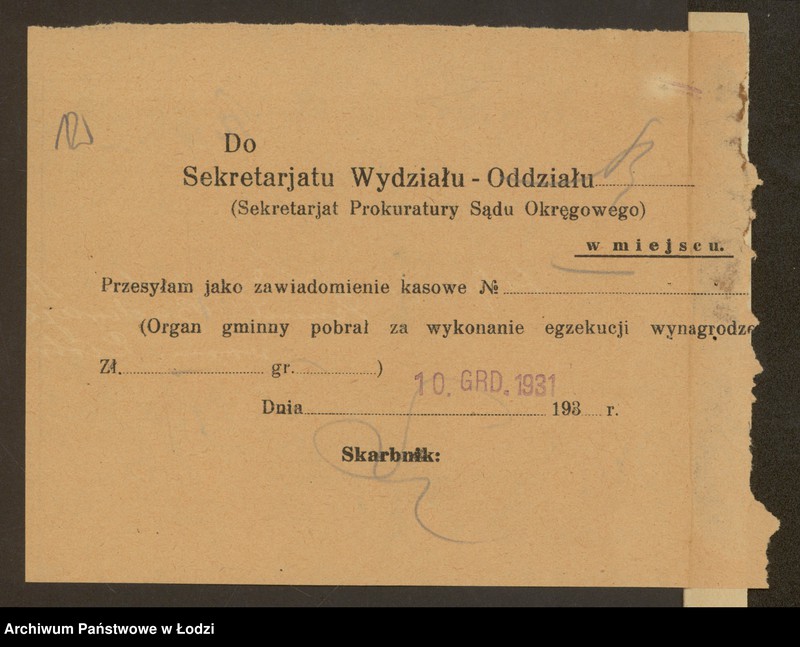 Do
Sekretarjatu Wydziału - Oddziału
(Sekretarjat Prokuratury Sądu Okręgowego)
w miejscu.
Przesyłam jako zawiadomienie kasowe №
(Organ gminny pobrał za wykonanie egzekucji wynagrodze
Zł. gr. )
10. GRD. 1931
Dnia 193 r.
Skarbnik:
Archiwum Państwowe w Łodzi